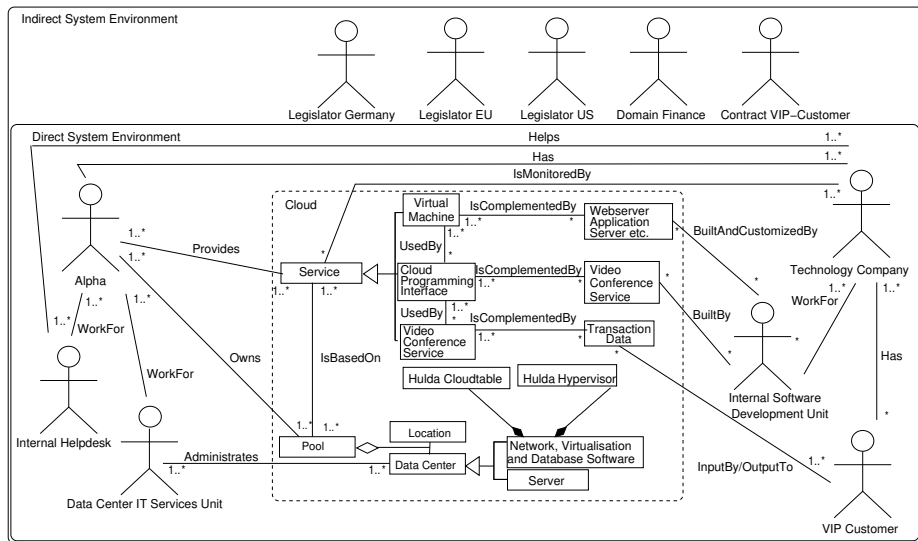 Indirect System Environment
Legislator Germany
Legislator EU
Legislator US
Domain Finance
Contract VIP-Customer
Direct System Environment
Helps
1..*
1..*
Has
1..*
1..*
IsMonitoredBy
1..*
Cloud
Virtual
Machine
IsComplementedBy
1..*
*
Webserver
Application
Server etc.
*
BuiltAndCustomizedBy
*
UsedBy
1..*
*
1..*
Provides
Service
*
1..*
1..*
Cloud
Programming
Interface
IsComplementedBy
1..*
*
Video
Conference
Service
*
BuiltBy
*
Technology Company
Alpha
1..*
1..*
1..*
1..*
1..*
WorkFor
UsedBy
1..*
*
Video
Conference
Service
IsComplementedBy
1..*
*
Transaction
Data
*
WorkFor
1..*
1..*
*
Has
*
Owns
IsBasedOn
WorkFor
Internal Helpdesk
Hulda Cloudtable
Hulda Hypervisor
Internal Software
Development Unit
1..*
1..*
Pool
Location
Data Center
Network, Virtualisation
and Database Software
Server
Administrates
1..*
1..*
Data Center IT Services Unit
InputBy/OutputTo
1..*
VIP Customer